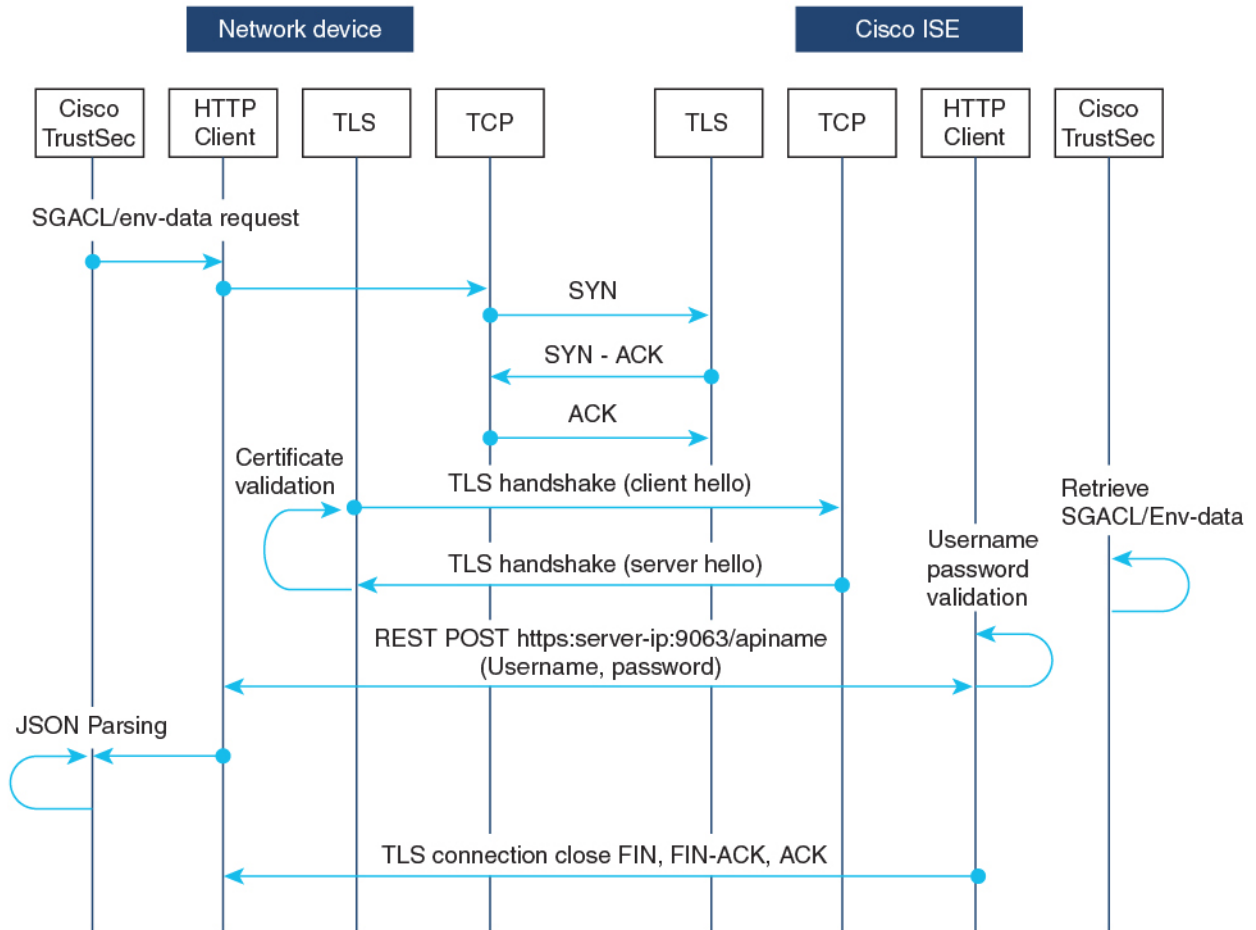 Network device
Cisco ISE
Cisco
TrustSec
HTTP
Client
TLS
TCP
TLS
TCP
HTTP
Client
Cisco
TrustSec
SGACL/env-data request
SYN
SYN - ACK
ACK
Certificate
validation
TLS handshake (client hello)
Retrieve
SGACL/Env-data
Username
password
validation
TLS handshake (server hello)
REST POST https:server-ip:9063/apiname
(Username, password)
JSON Parsing
TLS connection close FIN, FIN-ACK, ACK